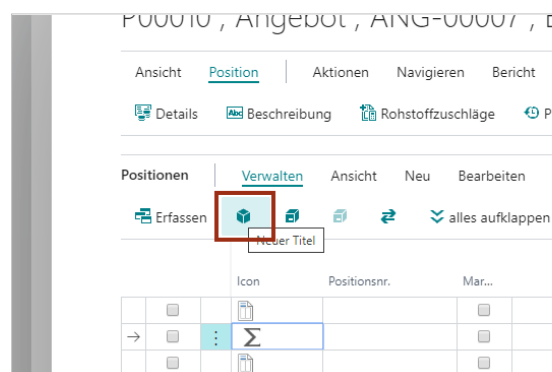 P00010 , Angebot , ANG-00007 ,
Ansicht Position Aktionen Navigieren Bericht
Details Abc Beschreibung Rohstoffzuschläge P
Positionen Verwalten Ansicht Neu Bearbeiten
Erfassen alles aufklappen
Neuer Titel
Icon Positionsnr. Mar...